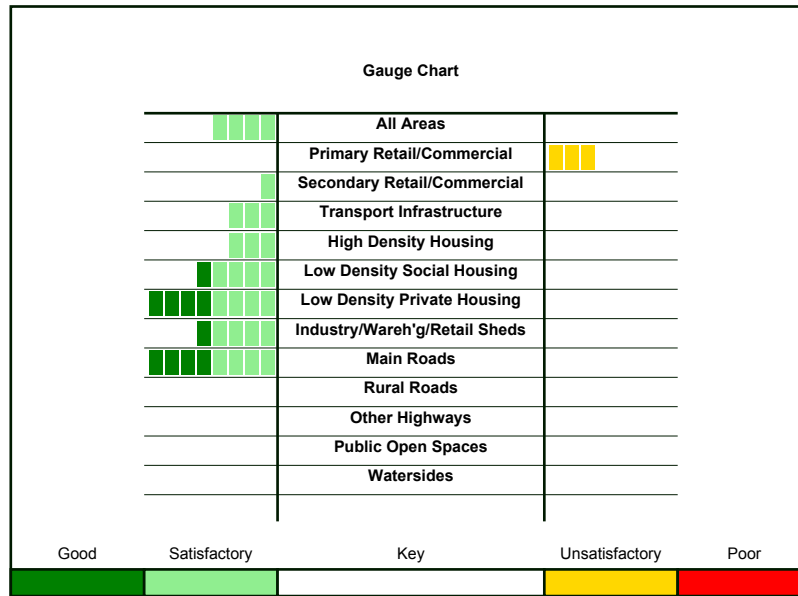 Gauge Chart
All Areas
Primary Retail/Commercial
Secondary Retail/Commercial
Transport Infrastructure
High Density Housing
Low Density Social Housing
Low Density Private Housing
Industry/Wareh'g/Retail Sheds
Main Roads
Rural Roads
Other Highways
Public Open Spaces
Watersides
Good Satisfactory Key Unsatisfactory Poor